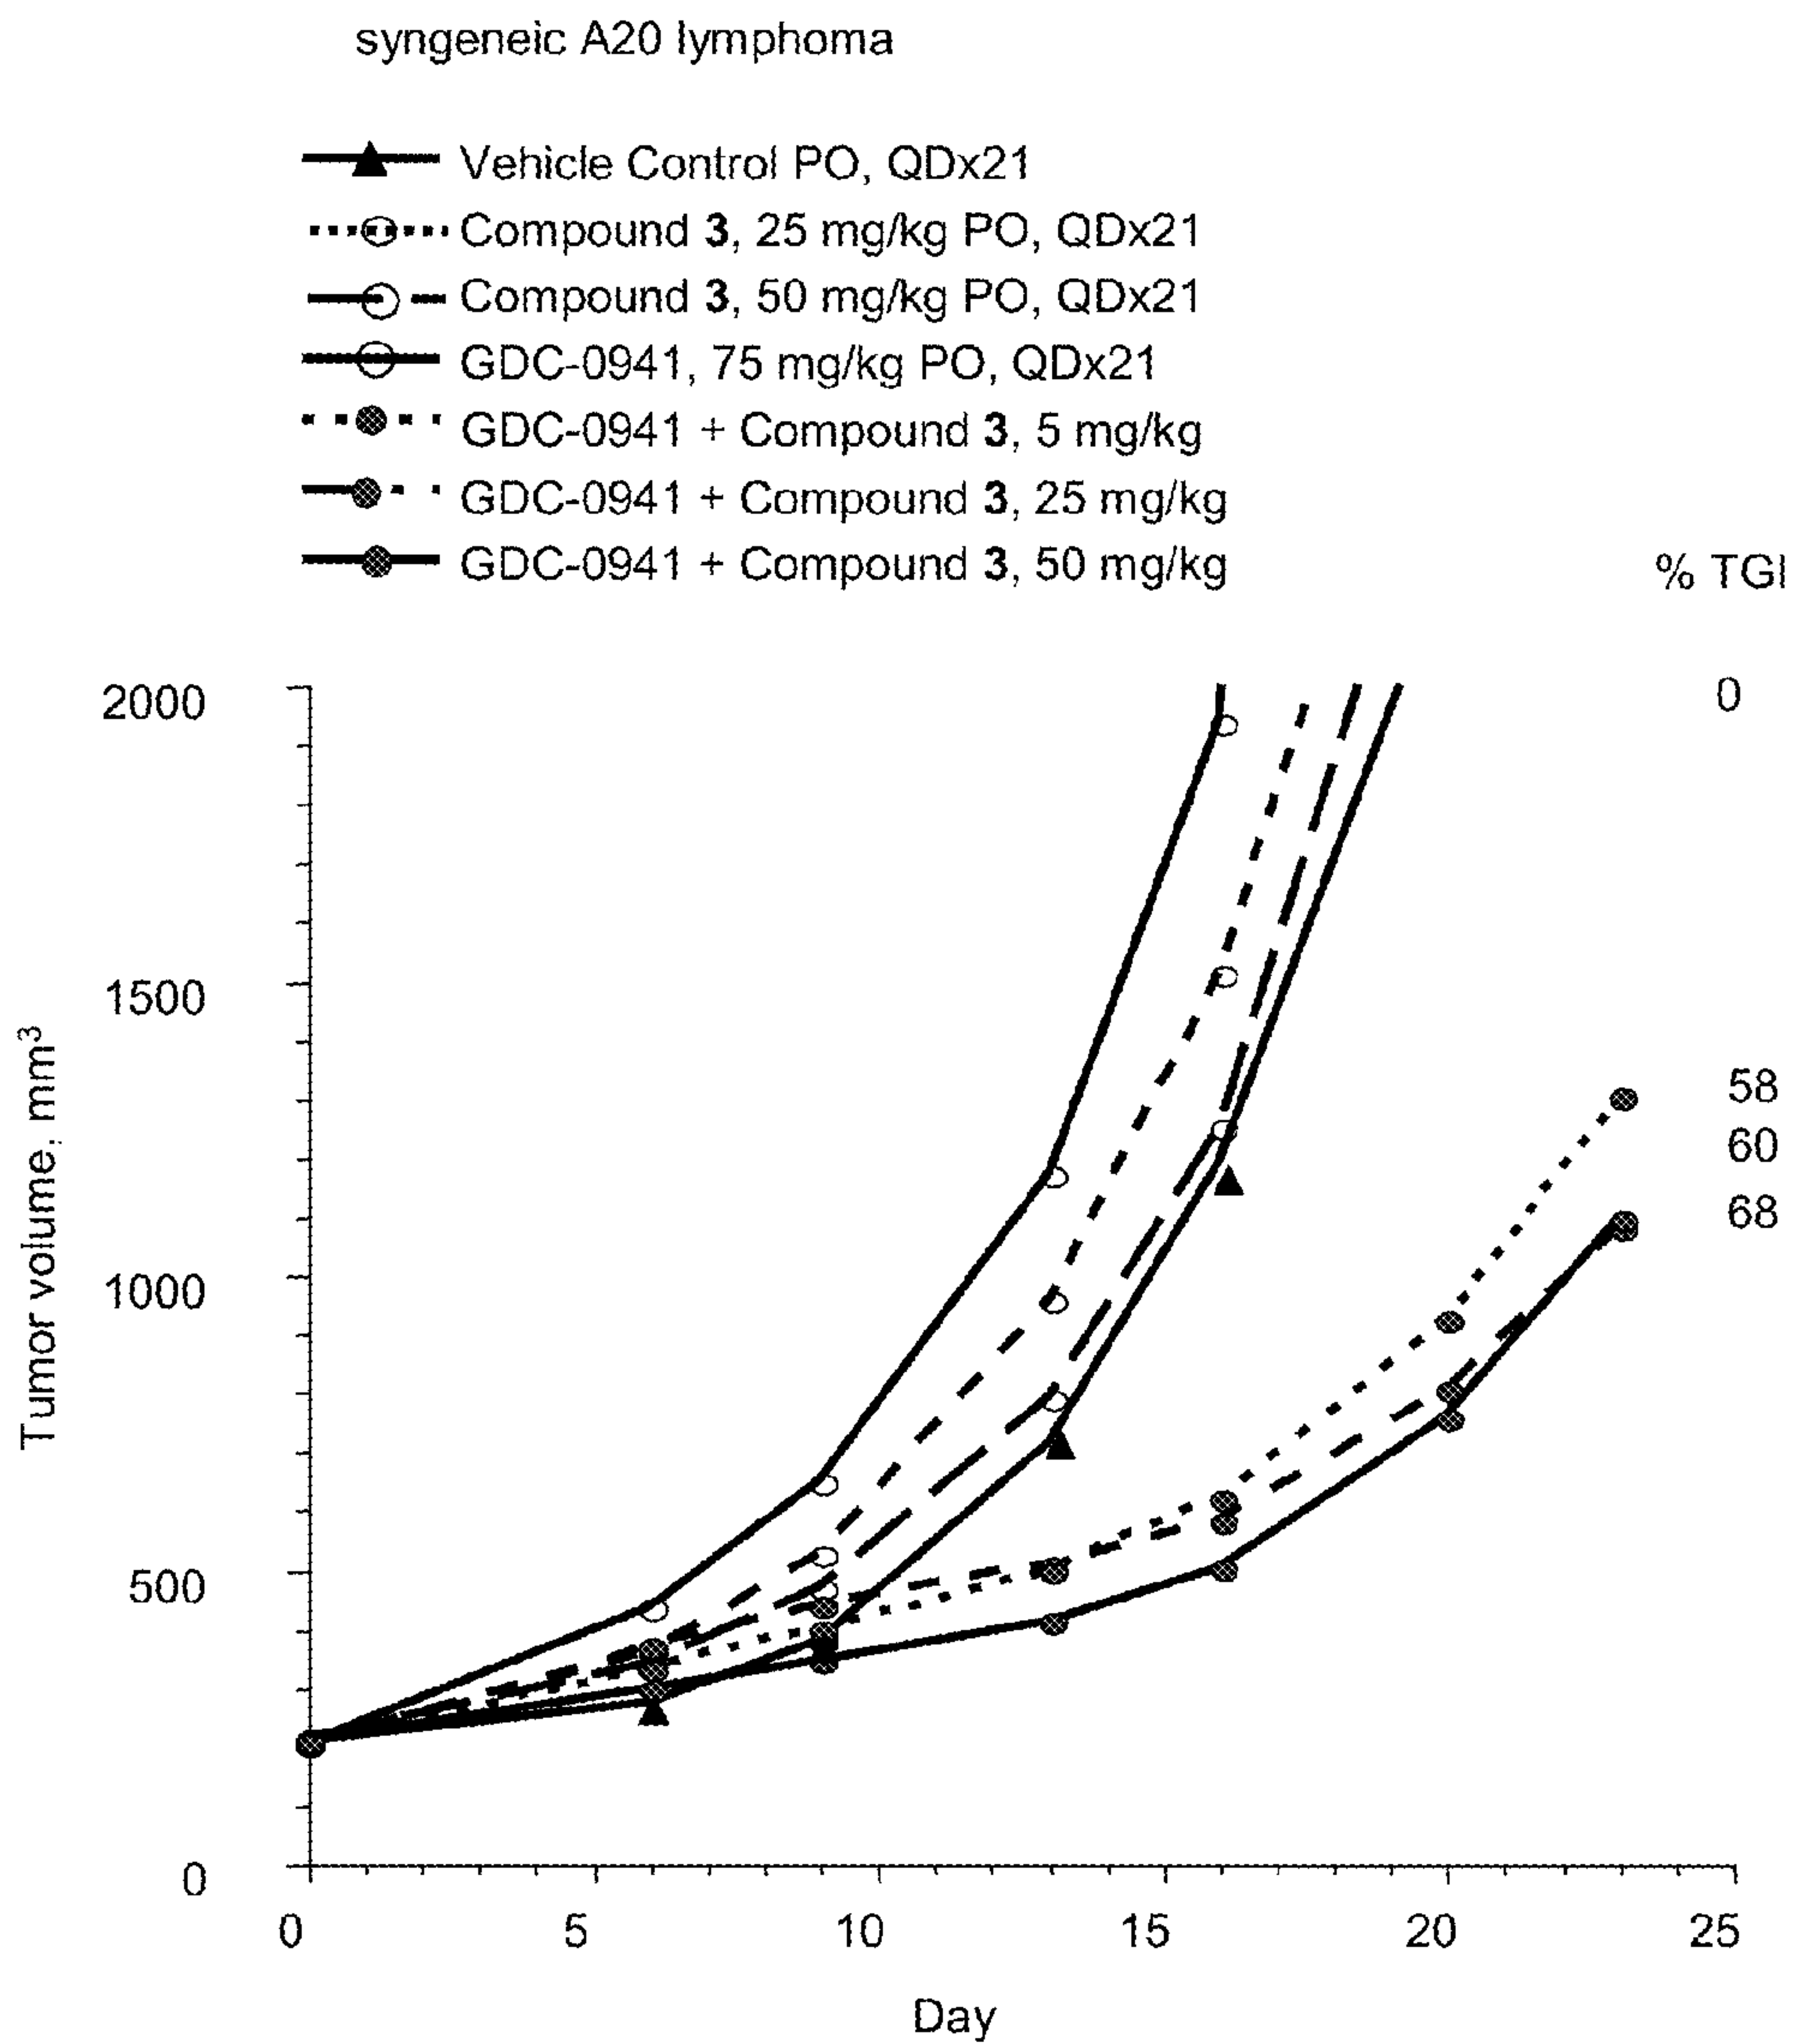 syngeneic A20 lymphoma
Vehicle Control PO, QDx21
Compound 3, 25 mg/kg PO, QDx21
Compound 3, 50 mg/kg PO, QDx21
GDC-0941, 75 mg/kg PO, QDx21
GDC-0941 + Compound 3, 5 mg/kg
GDC-0941 + Compound 3, 25 mg/kg
GDC-0941 + Compound 3, 50 mg/kg
% TGI
0
58
60
68
Tumor volume, mm³
2000
1500
1000
500
0
0 5 10 15 20 25
Day